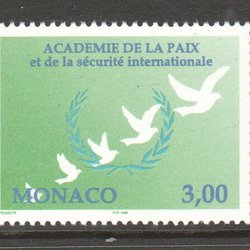 ACADEMIE DE LA PAIX
et de la sécurité internationale
MONACO 3,00